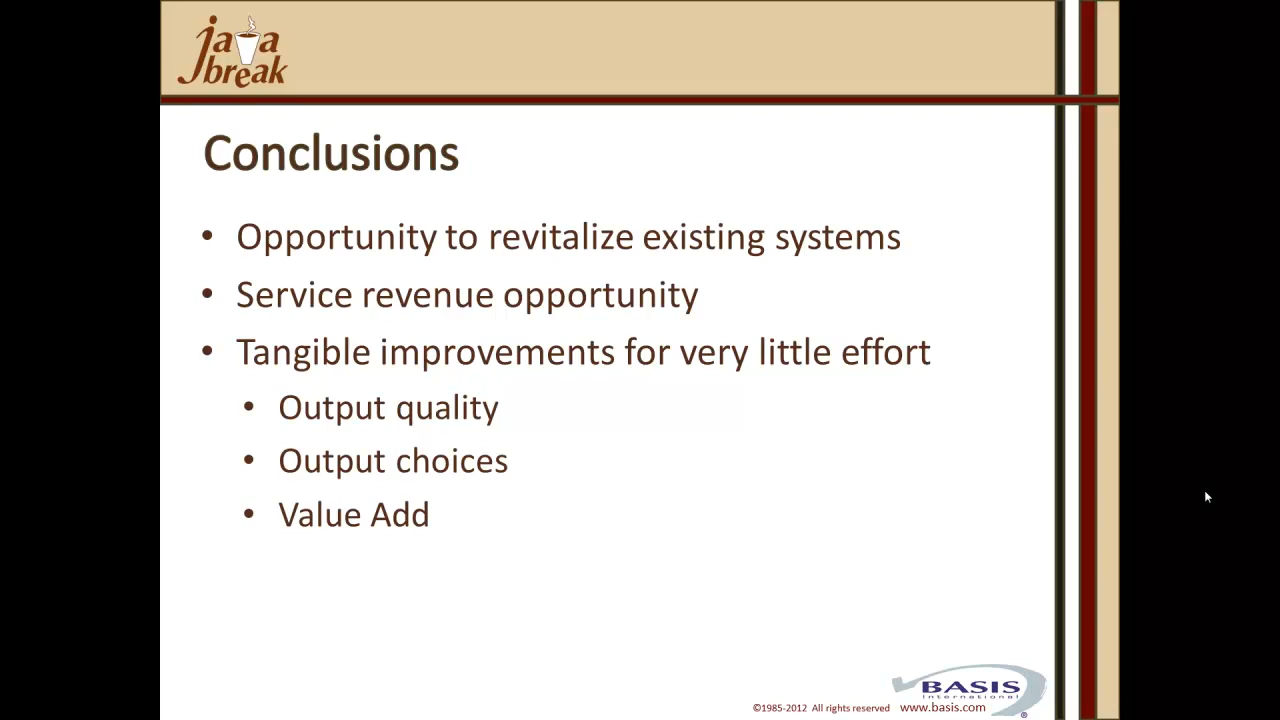 java
break
Conclusions
• Opportunity to revitalize existing systems
• Service revenue opportunity
• Tangible improvements for very little effort
• Output quality
• Output choices
• Value Add
BASIS
International
®
©1985-2012 All rights reserved www.basis.com